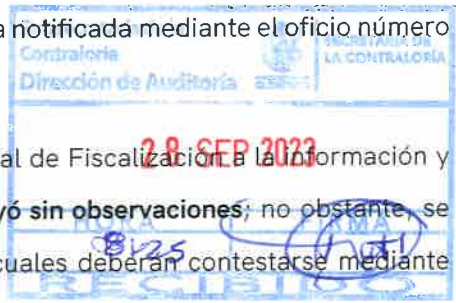 a notificada mediante el oficio número
Contraloría
SECRETARÍA DE
LA CONTRALORÍA
Dirección de Auditoría
28 SEP 2023
al de Fiscalización a la información y
yó sin observaciones; no obstante, se
FIRMA
8:25
cuales deberán contestarse mediante
RECIBIDO